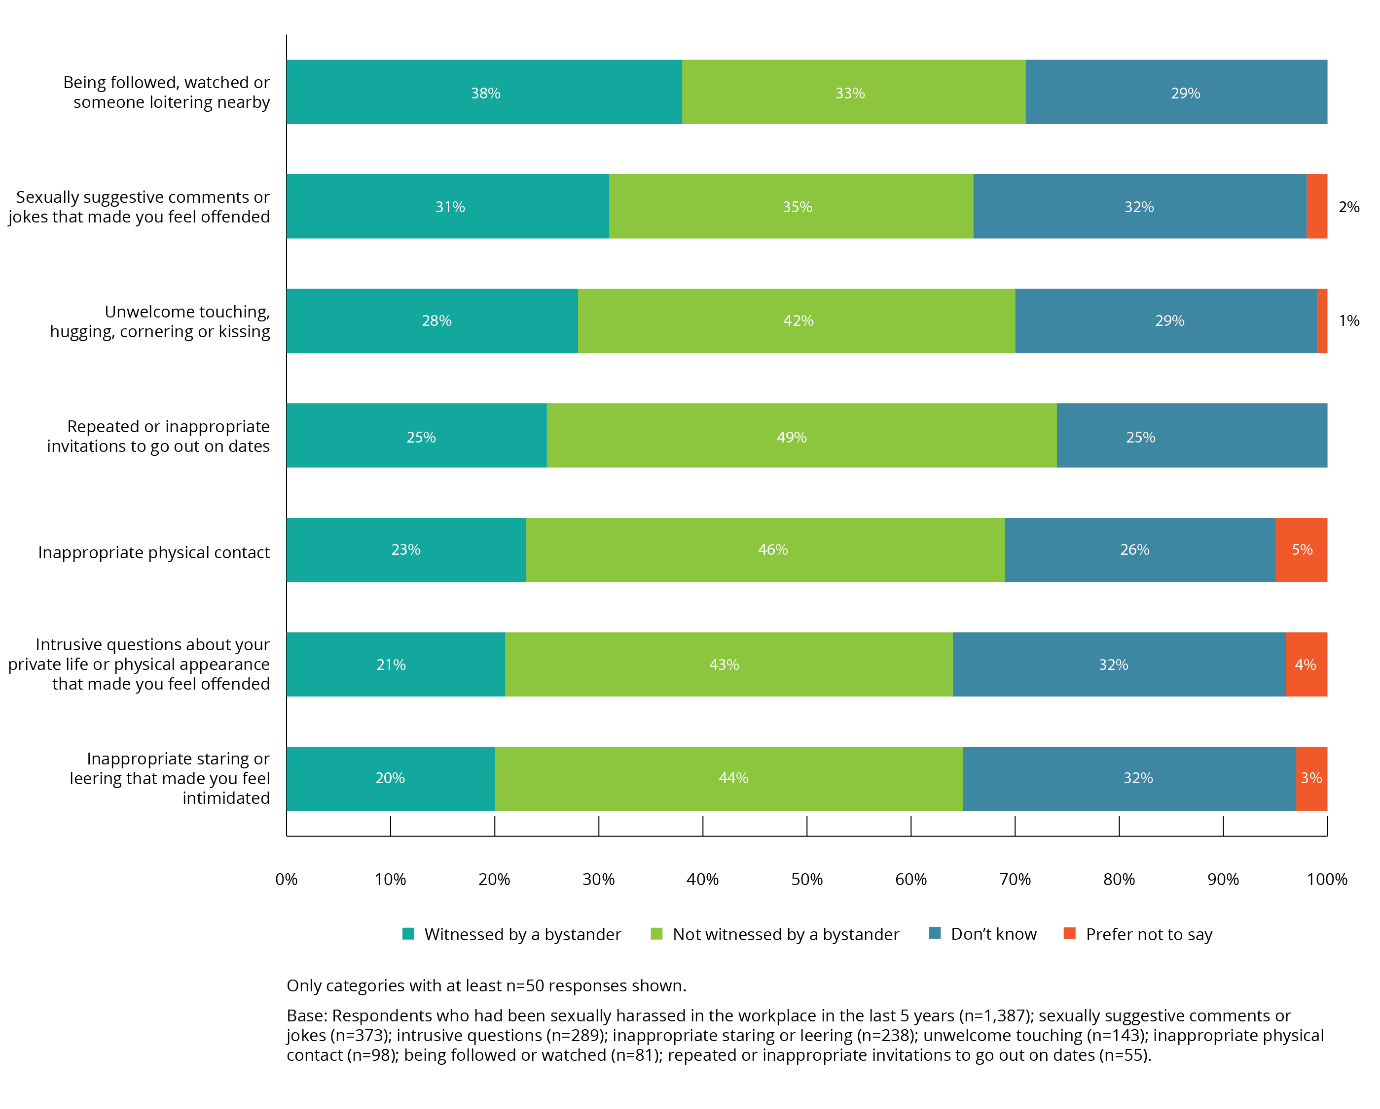 Being followed, watched or
someone loitering nearby
38%
33%
29%
Sexually suggestive comments or
jokes that made you feel offended
31%
35%
32%
2%
Unwelcome touching,
hugging, cornering or kissing
28%
42%
29%
1%
Repeated or inappropriate
invitations to go out on dates
25%
49%
25%
Inappropriate physical contact
23%
46%
26%
5%
Intrusive questions about your
private life or physical appearance
that made you feel offended
21%
43%
32%
4%
Inappropriate staring or
leering that made you feel
intimidated
20%
44%
32%
3%
0% 10% 20% 30% 40% 50% 60% 70% 80% 90% 100%
Witnessed by a bystander Not witnessed by a bystander Don’t know Prefer not to say
Only categories with at least n=50 responses shown.
Base: Respondents who had been sexually harassed in the workplace in the last 5 years (n=1,387); sexually suggestive comments or
jokes (n=373); intrusive questions (n=289); inappropriate staring or leering (n=238); unwelcome touching (n=143); inappropriate physical
contact (n=98); being followed or watched (n=81); repeated or inappropriate invitations to go out on dates (n=55).